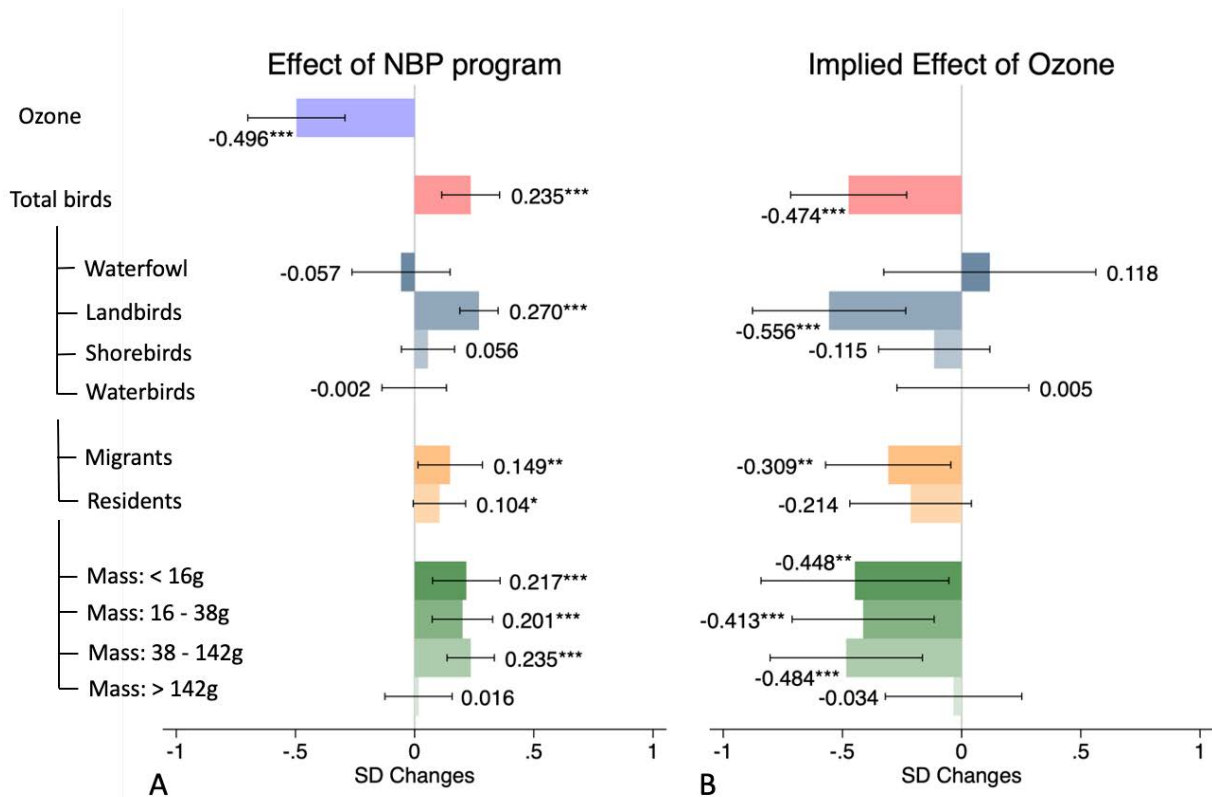 Effect of NBP program
Implied Effect of Ozone
Ozone
-0.496***
Total birds
0.235***
-0.474***
Waterfowl
-0.057
0.118
Landbirds
0.270***
-0.556***
Shorebirds
0.056
-0.115
Waterbirds
-0.002
0.005
Migrants
0.149**
-0.309**
Residents
0.104*
-0.214
Mass: < 16g
0.217***
-0.448**
Mass: 16 - 38g
0.201***
-0.413***
Mass: 38 - 142g
0.235***
-0.484***
Mass: > 142g
0.016
-0.034
-1 -.5 0 .5 1
SD Changes
A
-1 -.5 0 .5 1
SD Changes
B